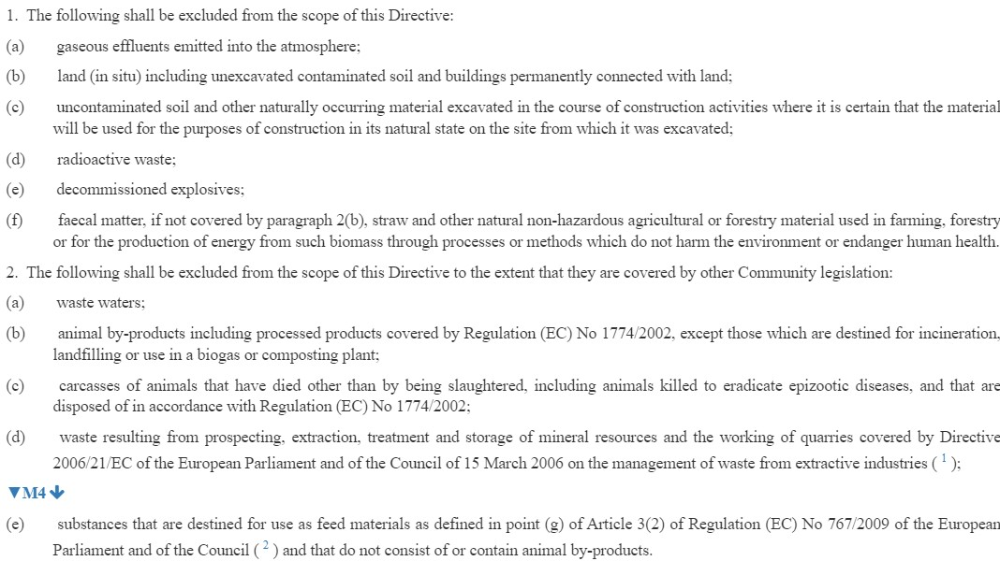 1. The following shall be excluded from the scope of this Directive:
(a) gaseous effluents emitted into the atmosphere;
(b) land (in situ) including unexcavated contaminated soil and buildings permanently connected with land;
(c) uncontaminated soil and other naturally occurring material excavated in the course of construction activities where it is certain that the material
will be used for the purposes of construction in its natural state on the site from which it was excavated;
(d) radioactive waste;
(e) decommissioned explosives;
(f) faecal matter, if not covered by paragraph 2(b), straw and other natural non-hazardous agricultural or forestry material used in farming, forestry
or for the production of energy from such biomass through processes or methods which do not harm the environment or endanger human health.
2. The following shall be excluded from the scope of this Directive to the extent that they are covered by other Community legislation:
(a) waste waters;
(b) animal by-products including processed products covered by Regulation (EC) No 1774/2002, except those which are destined for incineration,
landfilling or use in a biogas or composting plant;
(c) carcasses of animals that have died other than by being slaughtered, including animals killed to eradicate epizootic diseases, and that are
disposed of in accordance with Regulation (EC) No 1774/2002;
(d) waste resulting from prospecting, extraction, treatment and storage of mineral resources and the working of quarries covered by Directive
2006/21/EC of the European Parliament and of the Council of 15 March 2006 on the management of waste from extractive industries ( 1 );
▼M4 🡻
(e) substances that are destined for use as feed materials as defined in point (g) of Article 3(2) of Regulation (EC) No 767/2009 of the European
Parliament and of the Council ( 2 ) and that do not consist of or contain animal by-products.